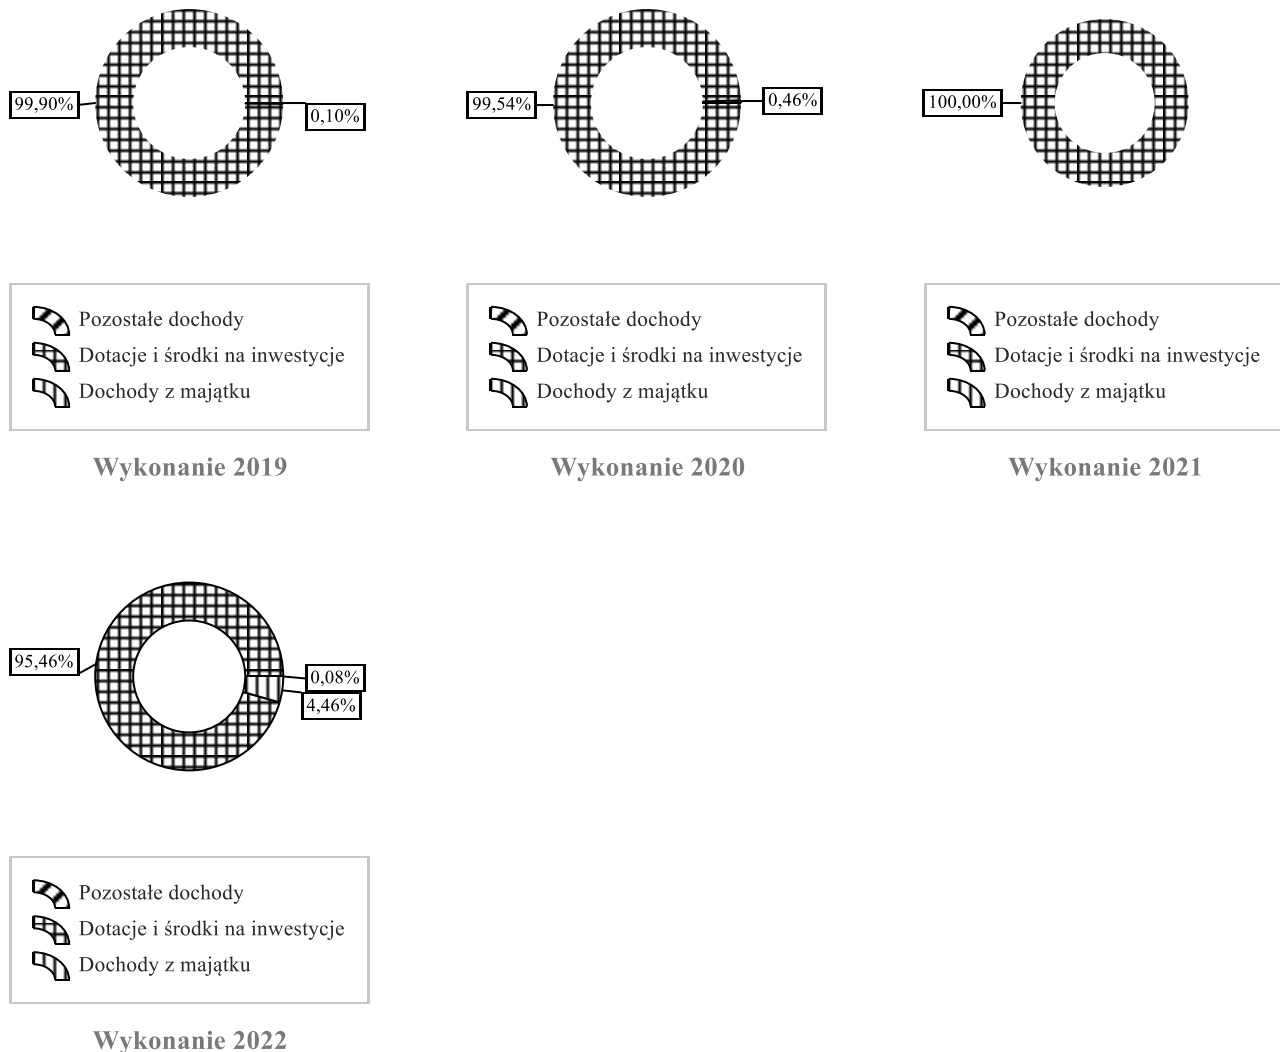 99,90%
0,10%
Pozostałe dochody
Dotacje i środki na inwestycje
Dochody z majątku
Wykonanie 2019
99,54%
0,46%
Pozostałe dochody
Dotacje i środki na inwestycje
Dochody z majątku
Wykonanie 2020
100,00%
Pozostałe dochody
Dotacje i środki na inwestycje
Dochody z majątku
Wykonanie 2021
95,46%
0,08%
4,46%
Pozostałe dochody
Dotacje i środki na inwestycje
Dochody z majątku
Wykonanie 2022